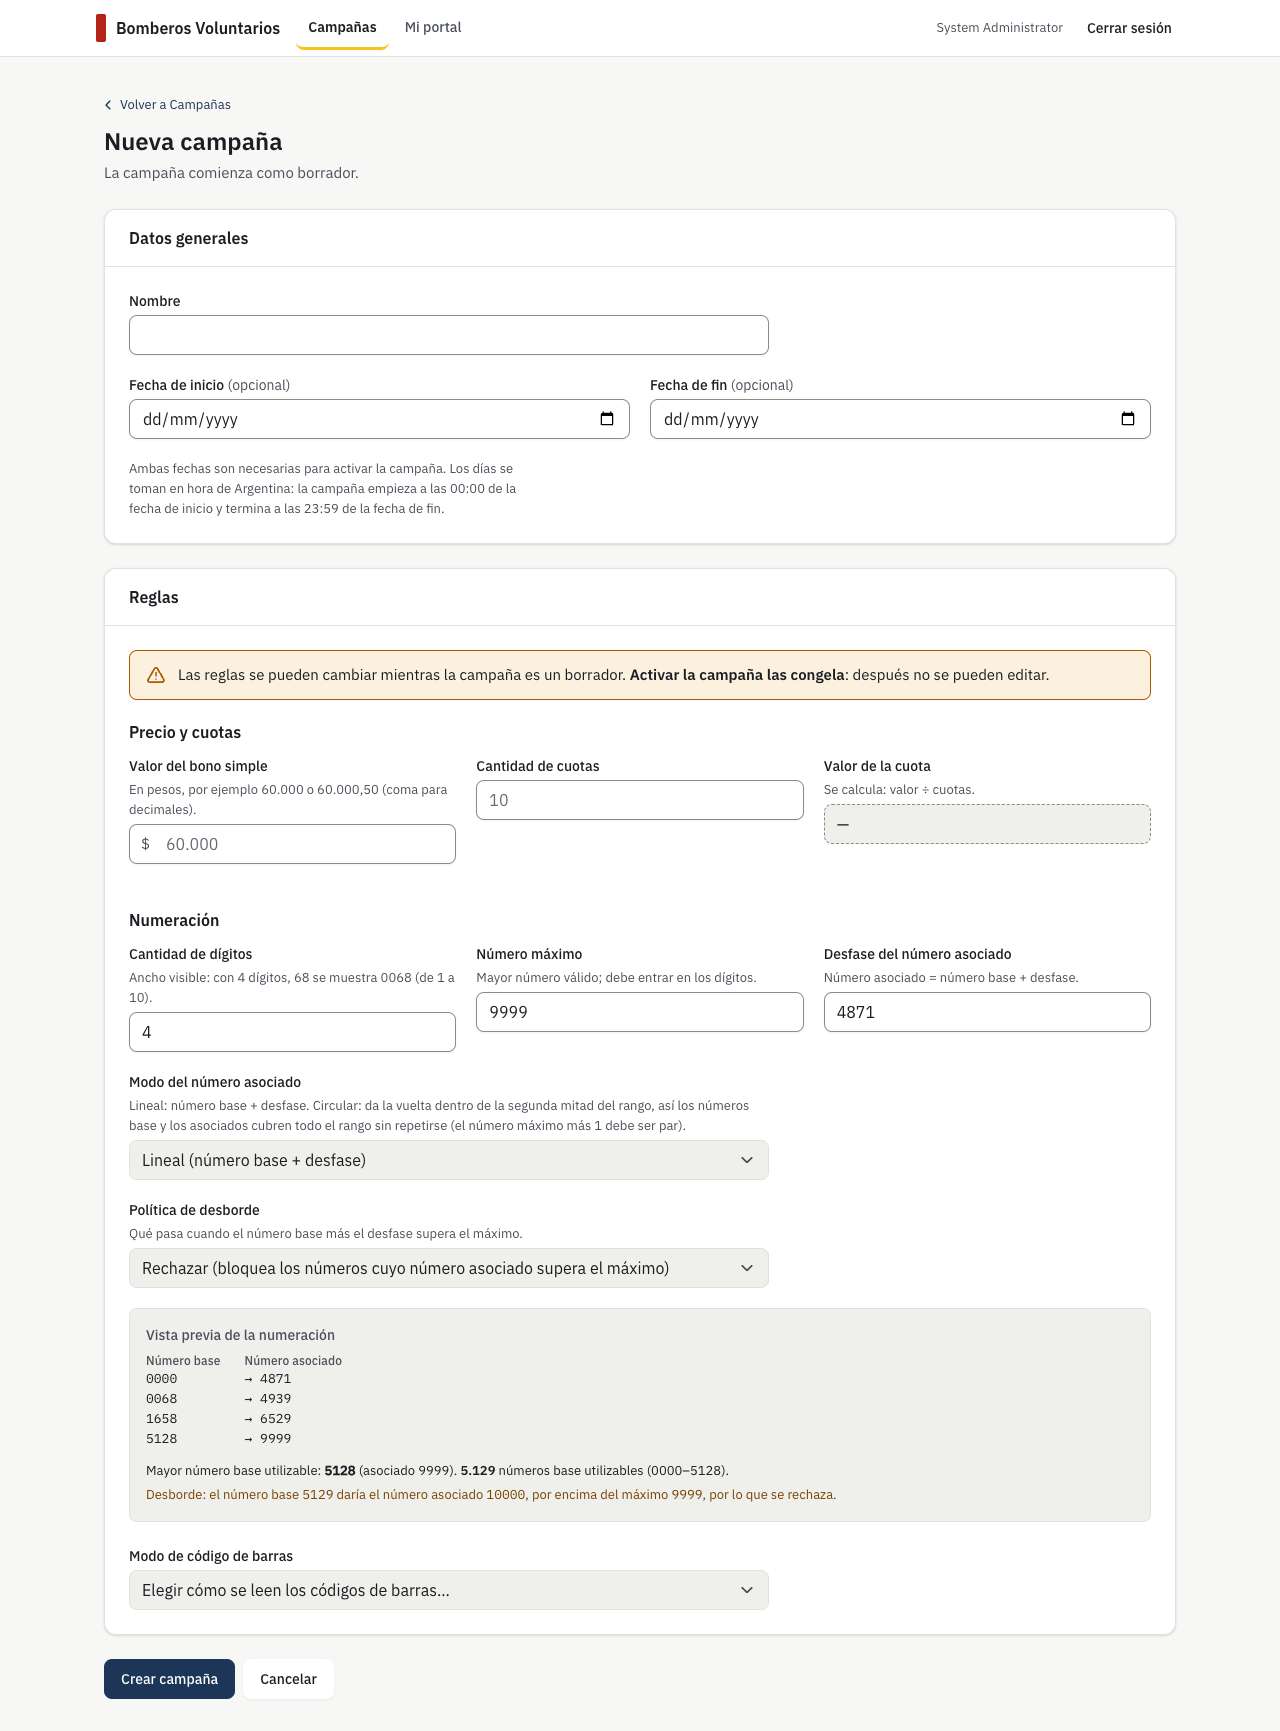 Bomberos Voluntarios
Campañas
Mi portal
System Administrator
Cerrar sesión
Volver a Campañas
Nueva campaña
La campaña comienza como borrador.
Datos generales
Nombre
Fecha de inicio (opcional)
Fecha de fin (opcional)
dd/mm/yyyy
dd/mm/yyyy
Ambas fechas son necesarias para activar la campaña. Los días se
toman en hora de Argentina: la campaña empieza a las 00:00 de la
fecha de inicio y termina a las 23:59 de la fecha de fin.
Reglas
Las reglas se pueden cambiar mientras la campaña es un borrador. Activar la campaña las congela: después no se pueden editar.
Precio y cuotas
Valor del bono simple
En pesos, por ejemplo 60.000 o 60.000,50 (coma para
decimales).
$ 60.000
Cantidad de cuotas
10
Valor de la cuota
Se calcula: valor ÷ cuotas.
—
Numeración
Cantidad de dígitos
Ancho visible: con 4 dígitos, 68 se muestra 0068 (de 1 a
10).
4
Número máximo
Mayor número válido; debe entrar en los dígitos.
9999
Desfase del número asociado
Número asociado = número base + desfase.
4871
Modo del número asociado
Lineal: número base + desfase. Circular: da la vuelta dentro de la segunda mitad del rango, así los números
base y los asociados cubren todo el rango sin repetirse (el número máximo más 1 debe ser par).
Lineal (número base + desfase)
Política de desborde
Qué pasa cuando el número base más el desfase supera el máximo.
Rechazar (bloquea los números cuyo número asociado supera el máximo)
Vista previa de la numeración
Número base Número asociado
0000 → 4871
0068 → 4939
1658 → 6529
5128 → 9999
Mayor número base utilizable: 5128 (asociado 9999). 5.129 números base utilizables (0000–5128).
Desborde: el número base 5129 daría el número asociado 10000, por encima del máximo 9999, por lo que se rechaza.
Modo de código de barras
Elegir cómo se leen los códigos de barras...
Crear campaña
Cancelar